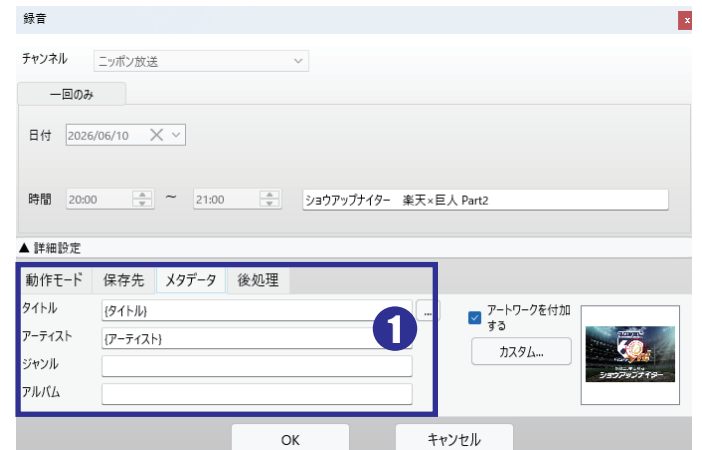 録音
x
チャンネル ニッポン放送
一回のみ
日付 2026/06/10
時間 20:00 ～ 21:00 ショウアップナイター　楽天×巨人 Part2
▲ 詳細設定
動作モード 保存先 メタデータ 後処理
タイトル {タイトル} ...
アーティスト {アーティスト}
ジャンル
アルバム
1
アートワークを付加
する
カスタム...
ショウアップナイター
OK キャンセル